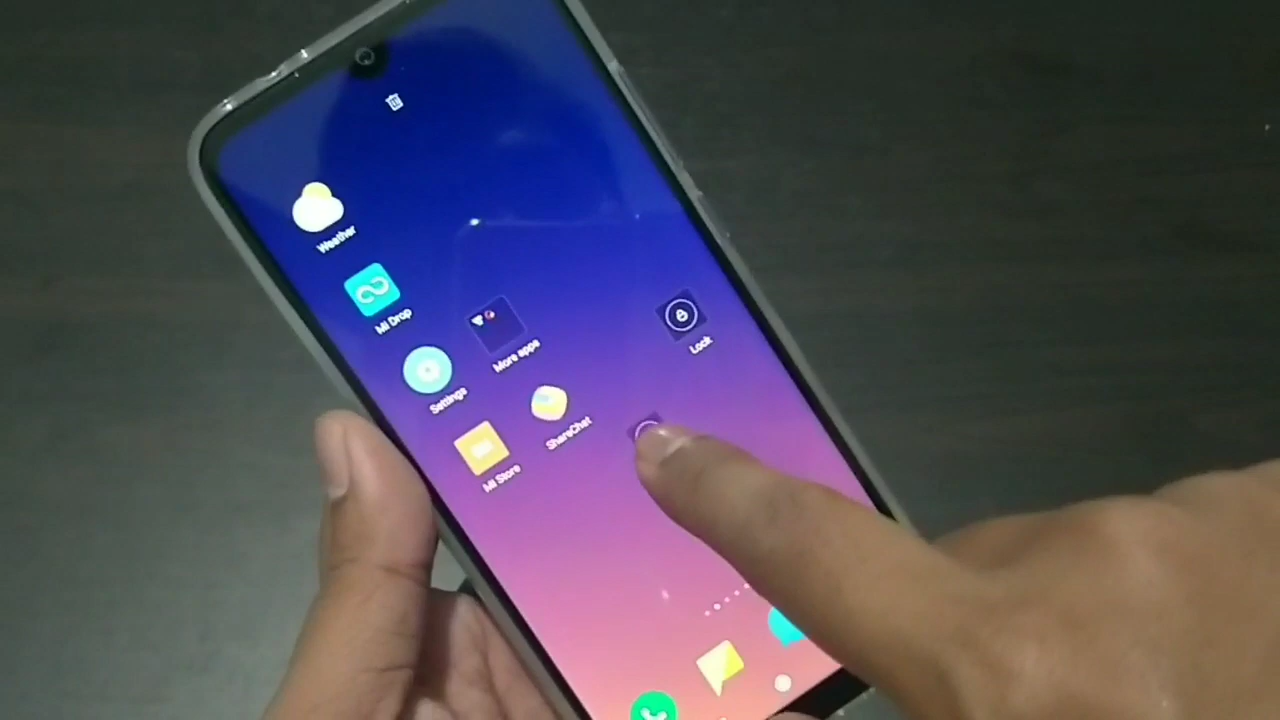 Weather
Mi Drop
More apps
Lock
Settings
ShareChat
Mi Store